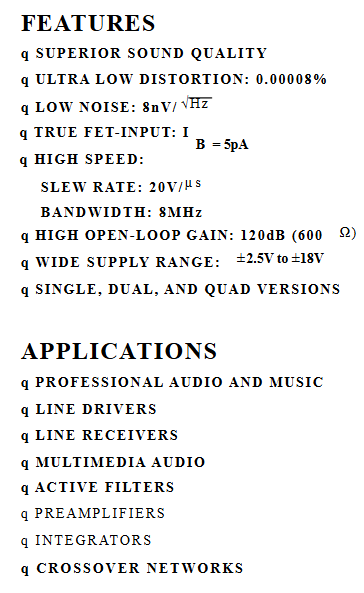 FEATURES
q SUPERIOR SOUND QUALITY
q ULTRA LOW DISTORTION: 0.00008%
q LOW NOISE: 8nV/√Hz
q TRUE FET-INPUT: I B = 5pA
q HIGH SPEED:
SLEW RATE: 20V/µs
BANDWIDTH: 8MHz
q HIGH OPEN-LOOP GAIN: 120dB (600 Ω)
q WIDE SUPPLY RANGE: ±2.5V to ±18V
q SINGLE, DUAL, AND QUAD VERSIONS
APPLICATIONS
q PROFESSIONAL AUDIO AND MUSIC
q LINE DRIVERS
q LINE RECEIVERS
q MULTIMEDIA AUDIO
q ACTIVE FILTERS
q PREAMPLIFIERS
q INTEGRATORS
q CROSSOVER NETWORKS